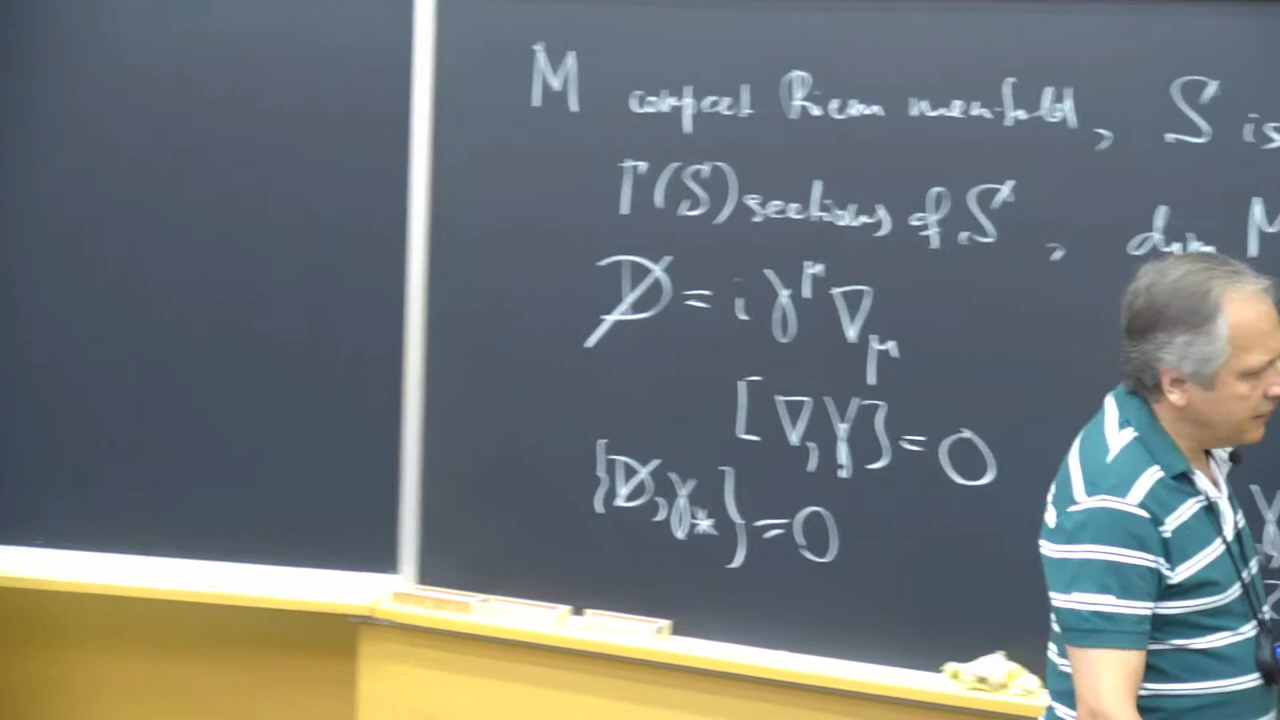 M compact Riem manifold, S is
Γ(S) sections of S, dim M
D̸ = i γ^μ ∇_μ
[∇, γ] = 0
{D̸, γ_*} = 0